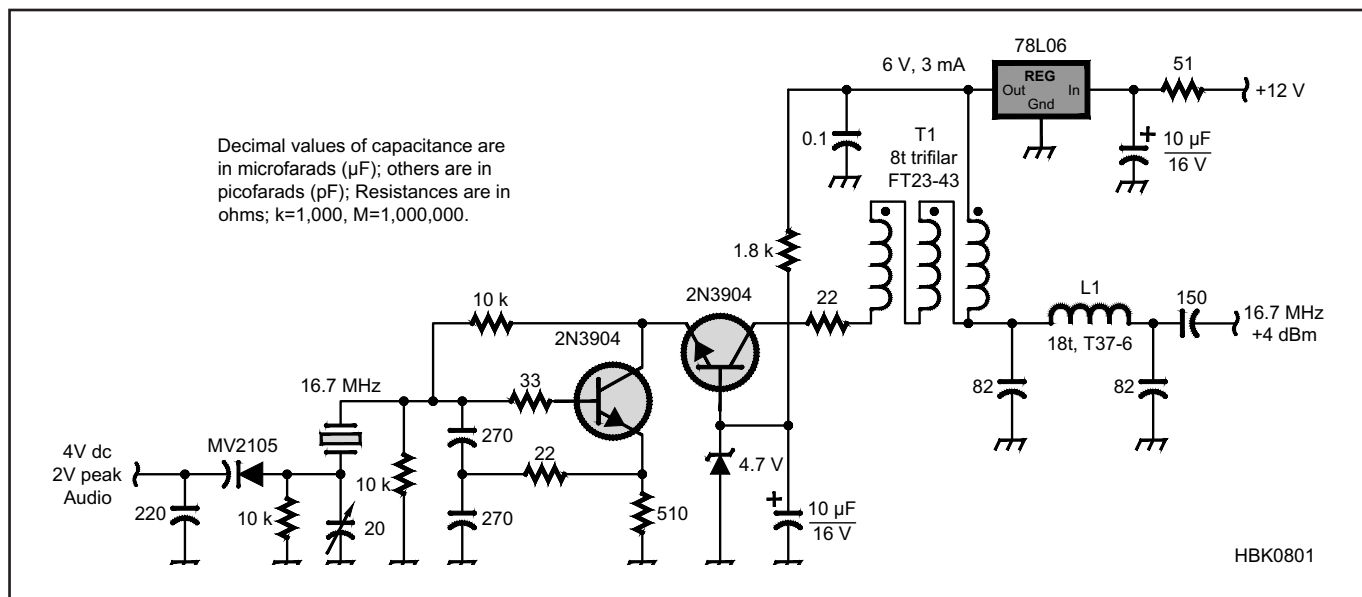 78L06
6 V, 3 mA
REG
Out
In
Gnd
51
+12 V
Decimal values of capacitance are
in microfarads (µF); others are in
picofarads (pF); Resistances are in
ohms; k=1,000, M=1,000,000.
0.1
T1
8t trifilar
FT23-43
+
10 µF
16 V
1.8 k
10 k
2N3904
2N3904
22
L1
18t, T37-6
150
16.7 MHz
+4 dBm
82
82
16.7 MHz
33
270
22
270
4V dc
2V peak
Audio
MV2105
220
10 k
20
10 k
510
4.7 V
+
10 µF
16 V
HBK0801